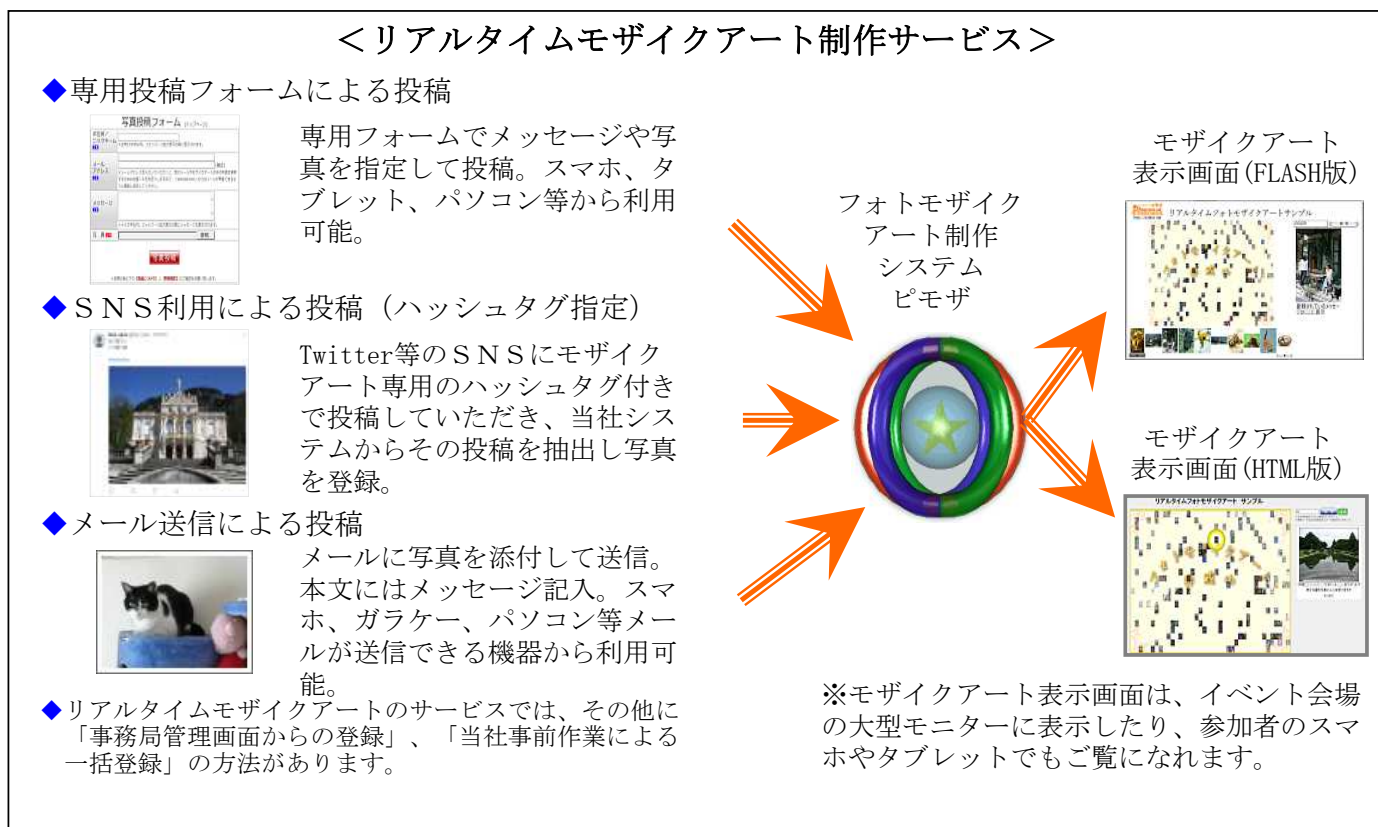 ＜リアルタイムモザイクアート制作サービス＞
◆専用投稿フォームによる投稿
写真投稿フォーム
メッセージ
写真投稿
専用フォームでメッセージや写
真を指定して投稿。スマホ、タ
ブレット、パソコン等から利用
可能。
◆ＳＮＳ利用による投稿（ハッシュタグ指定）
Twitter等のＳＮＳにモザイク
アート専用のハッシュタグ付き
で投稿していただき、当社シス
テムからその投稿を抽出し写真
を登録。
◆メール送信による投稿
メールに写真を添付して送信。
本文にはメッセージ記入。スマ
ホ、ガラケー、パソコン等メー
ルが送信できる機器から利用可
能。
◆リアルタイムモザイクアートのサービスでは、その他に
「事務局管理画面からの登録」、「当社事前作業による
一括登録」の方法があります。
フォトモザイク
アート制作
システム
ピモザ
モザイクアート
表示画面(FLASH版)
リアルタイムフォトモザイクアートサンプル
モザイクアート
表示画面(HTML版)
リアルタイムフォトモザイクアート サンプル
※モザイクアート表示画面は、イベント会場
の大型モニターに表示したり、参加者のスマ
ホやタブレットでもご覧になれます。